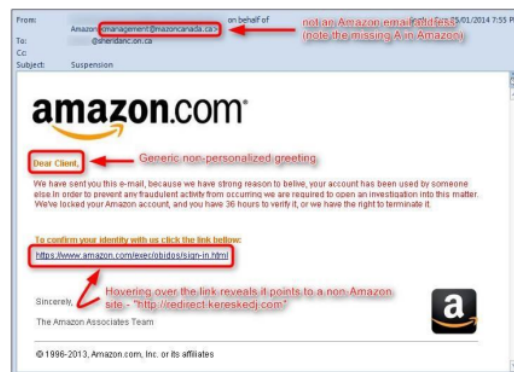 From:
on behalf of
not an Amazon email address
Sent: Tue 05/01/2014 7:55 P
Amazon <management@mazoncanada.ca>
(note the missing A in Amazon)
To:
@sheridanc.on.ca
Cc:
Subject: Suspension
amazon.com
Dear Client,
Generic non-personalized greeting
We have sent you this e-mail, because we have strong reason to belive, your account has been used by someone
else. In order to prevent any fraudulent activity from occurring we are required to open an investigation into this matter.
We've locked your Amazon account, and you have 36 hours to verify it, or we have the right to terminate it.
To confirm your identity with us click the link bellow:
https://www.amazon.com/exec/obidos/sign-in.html
Hovering over the link reveals it points to a non-Amazon
site - "http://redirect.kereskedj.com"
Sincerely,
The Amazon Associates Team
a
© 1996-2013, Amazon.com, Inc. or its affiliates